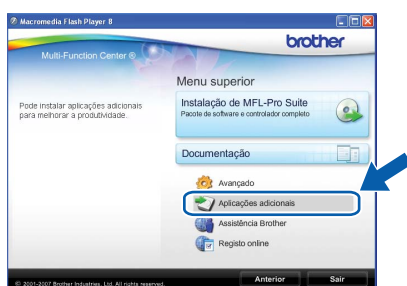 Macromedia Flash Player 8
brother
Multi-Function Center ®
Menu superior
Pode instalar aplicações adicionais
para melhorar a produtividade.
Instalação de MFL-Pro Suite
Pacote de software e controlador completo
Documentação
Avançado
Aplicações adicionais
Assistência Brother
Registo online
© 2001-2007 Brother Industries, Ltd. All rights reserved.
Anterior
Sair